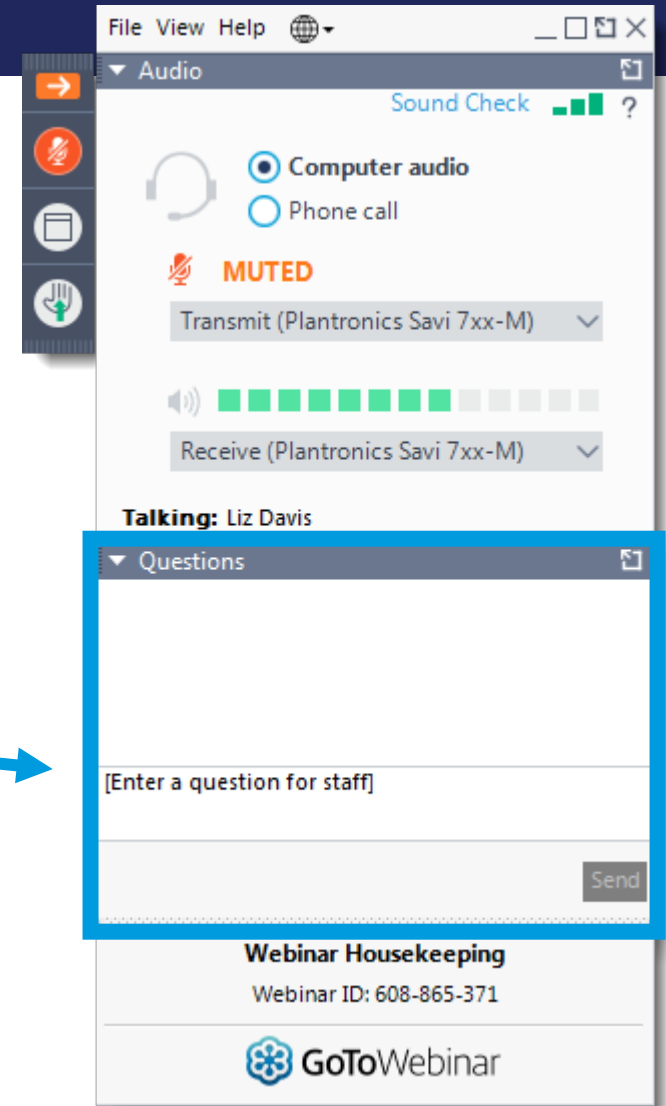 File View Help
Audio
Sound Check ?
Computer audio
Phone call
MUTED
Transmit (Plantronics Savi 7xx-M)
Receive (Plantronics Savi 7xx-M)
Talking: Liz Davis
Questions
[Enter a question for staff]
Send
Webinar Housekeeping
Webinar ID: 608-865-371
GoToWebinar